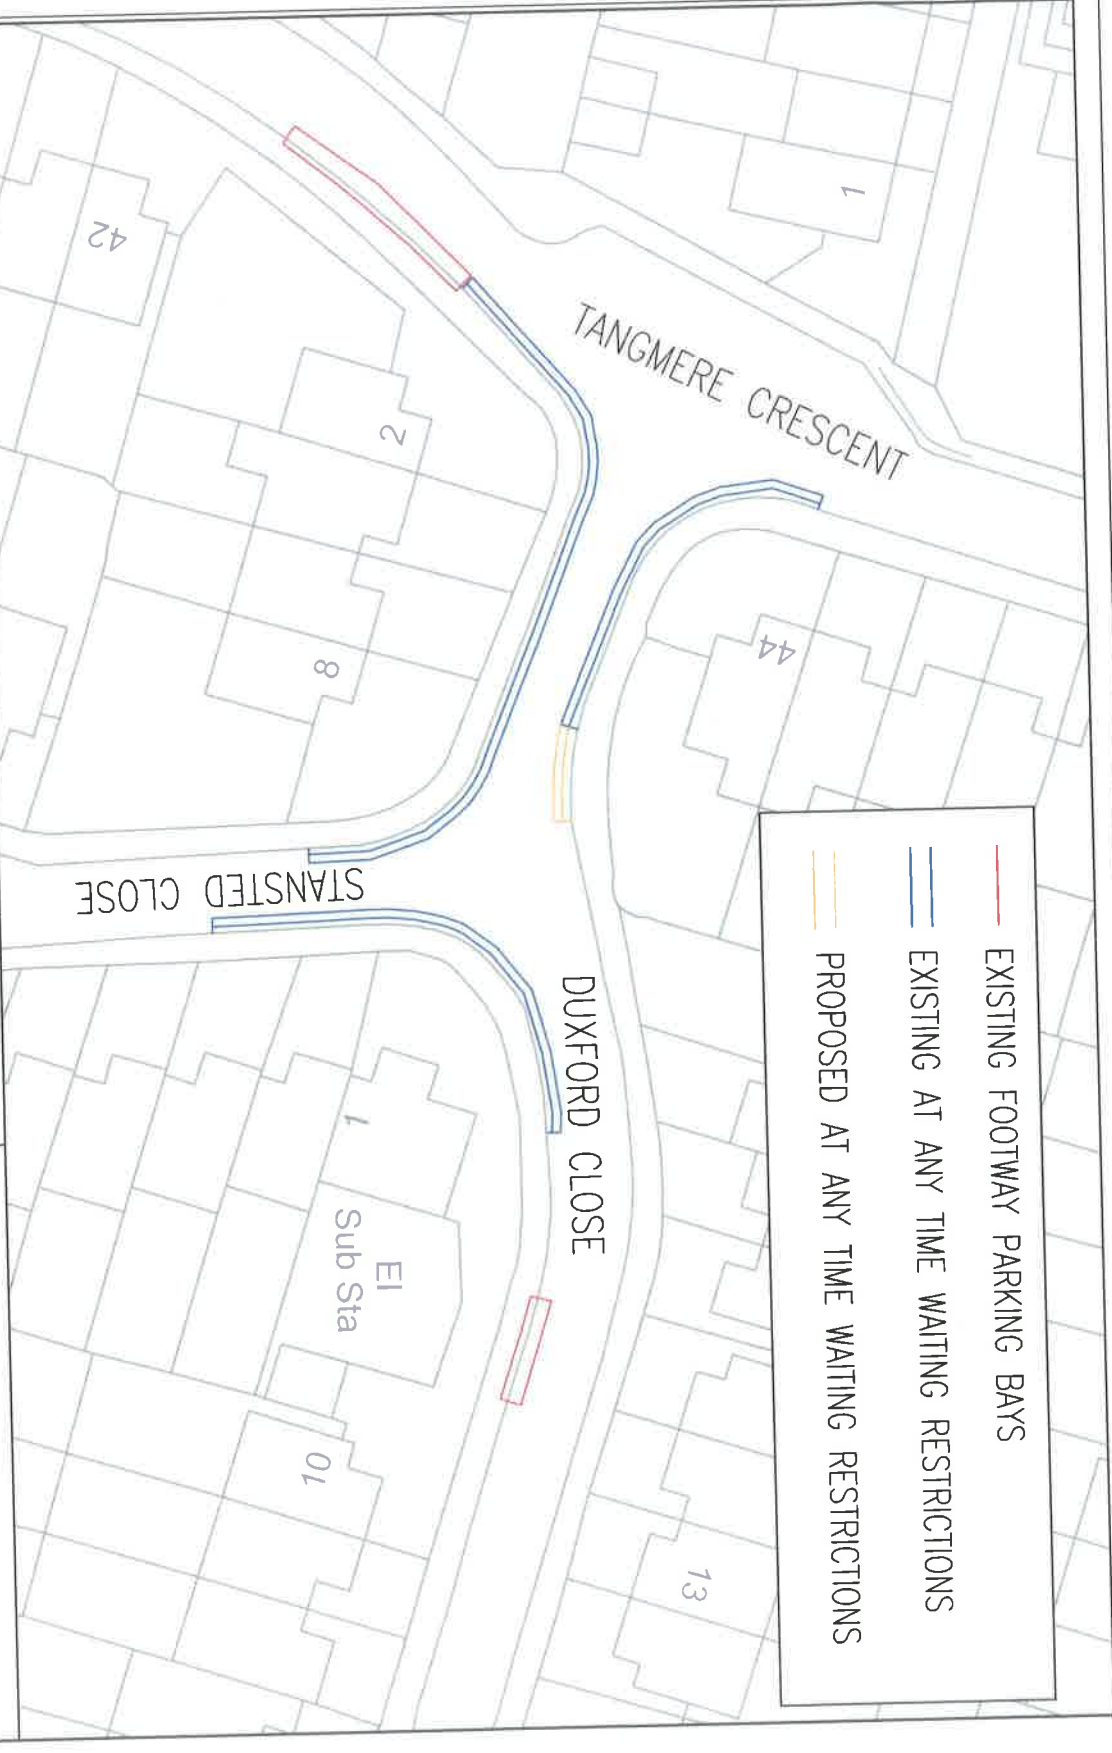 EXISTING FOOTWAY PARKING BAYS
EXISTING AT ANY TIME WAITING RESTRICTIONS
PROPOSED AT ANY TIME WAITING RESTRICTIONS
TANGMERE CRESCENT
DUXFORD CLOSE
STANSTED CLOSE
1
44
42
2
8
1
El
Sub Sta
10
13